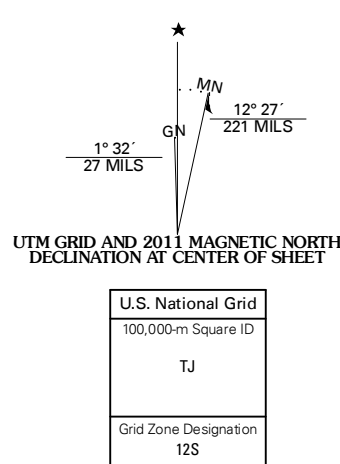 ★
MN
GN
12° 27´
221 MILS
1° 32´
27 MILS
UTM GRID AND 2011 MAGNETIC NORTH
DECLINATION AT CENTER OF SHEET
U.S. National Grid
100,000-m Square ID
TJ
Grid Zone Designation
12S